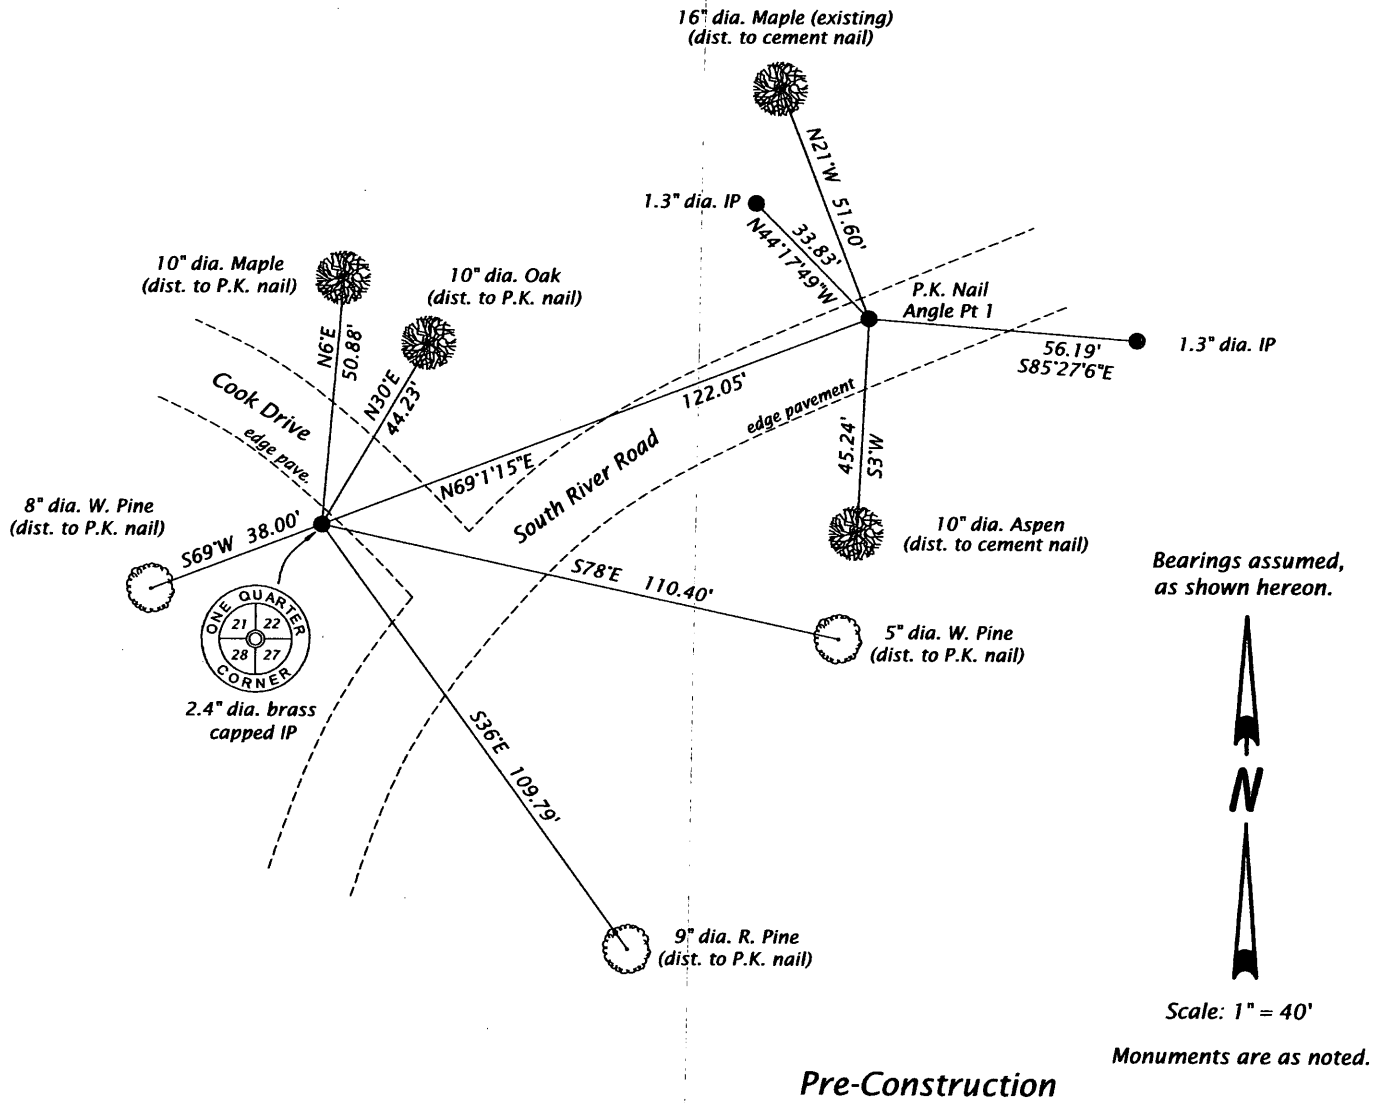 16" dia. Maple (existing)
(dist. to cement nail)
N21°W 51.60'
1.3" dia. IP
33.83'
N44°17'49"W
P.K. Nail
Angle Pt 1
1.3" dia. IP
56.19'
S85°27'6"E
10" dia. Maple
(dist. to P.K. nail)
10" dia. Oak
(dist. to P.K. nail)
N6°E
50.88'
N30°E
44.23'
Cook Drive
edge pave.
122.05'
N69°1'15"E
South River Road
edge pavement
45.24'
S3°W
8" dia. W. Pine
(dist. to P.K. nail)
S69°W 38.00'
10" dia. Aspen
(dist. to cement nail)
S78°E 110.40'
ONE QUARTER
21 22
28 27
CORNER
2.4" dia. brass
capped IP
5" dia. W. Pine
(dist. to P.K. nail)
S36°E 109.79'
9" dia. R. Pine
(dist. to P.K. nail)
Bearings assumed,
as shown hereon.
N
Scale: 1" = 40'
Monuments are as noted.
Pre-Construction